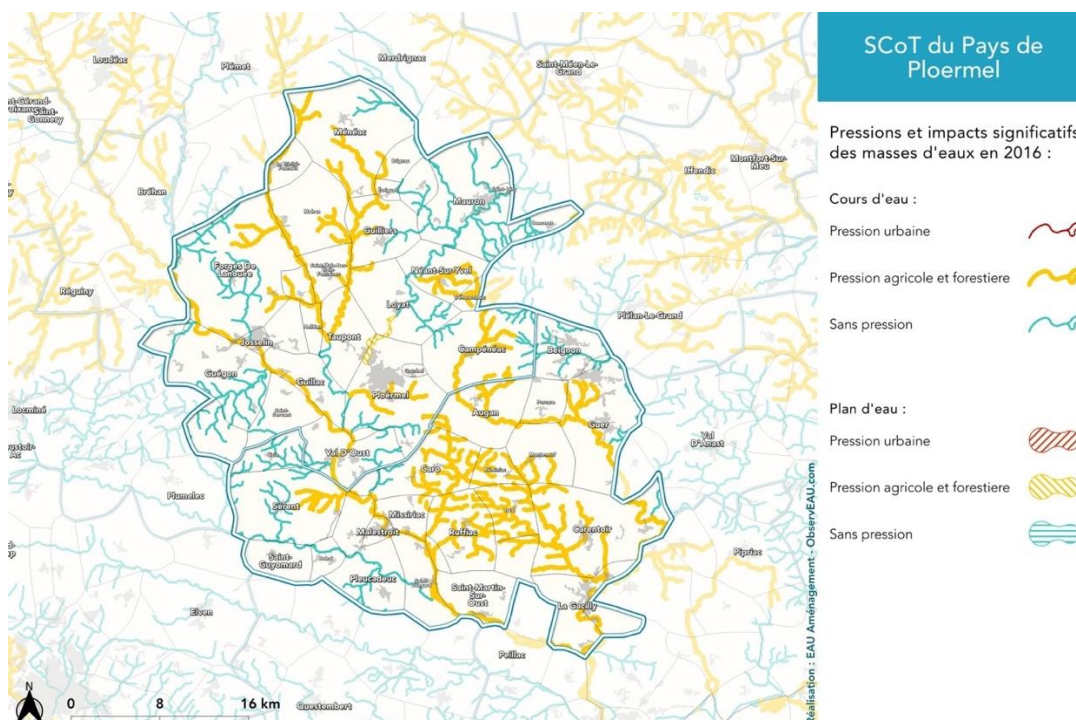 SCoT du Pays de
Ploermel
Pressions et impacts significatifs
des masses d'eaux en 2016 :
Cours d'eau :
Pression urbaine
Pression agricole et forestiere
Sans pression
Plan d'eau :
Pression urbaine
Pression agricole et forestiere
Sans pression
Réalisation : EAU Aménagement - ObservEAU.com
Loudéac
Plémet
Merdrignac
Saint-Méen-Le-
Grand
Saint-
Gonnery
Ménéac
Montfort-Sur-
Meu
Iffendic
Bréhan
Mauron
Guilliers
Forges De
Lanouée
Néant-Sur-Yvel
Réguiny
Loyat
Plélan-Le-Grand
Taupont
Josselin
Campénéac
Beignon
Guégon
Guillac
Ploërmel
Augan
Guer
Locminé
Val
D'Anast
Val D'Oust
Caro
Plumelec
Sérent
Missiriac
Malestroit
Ruffiac
Carentoir
Pipriac
Saint-
Guyomard
Pleucadeuc
Saint-Martin-
Sur-
Oust
La Gacilly
Elven
Peillac
Questembert
N
0 8 16 km